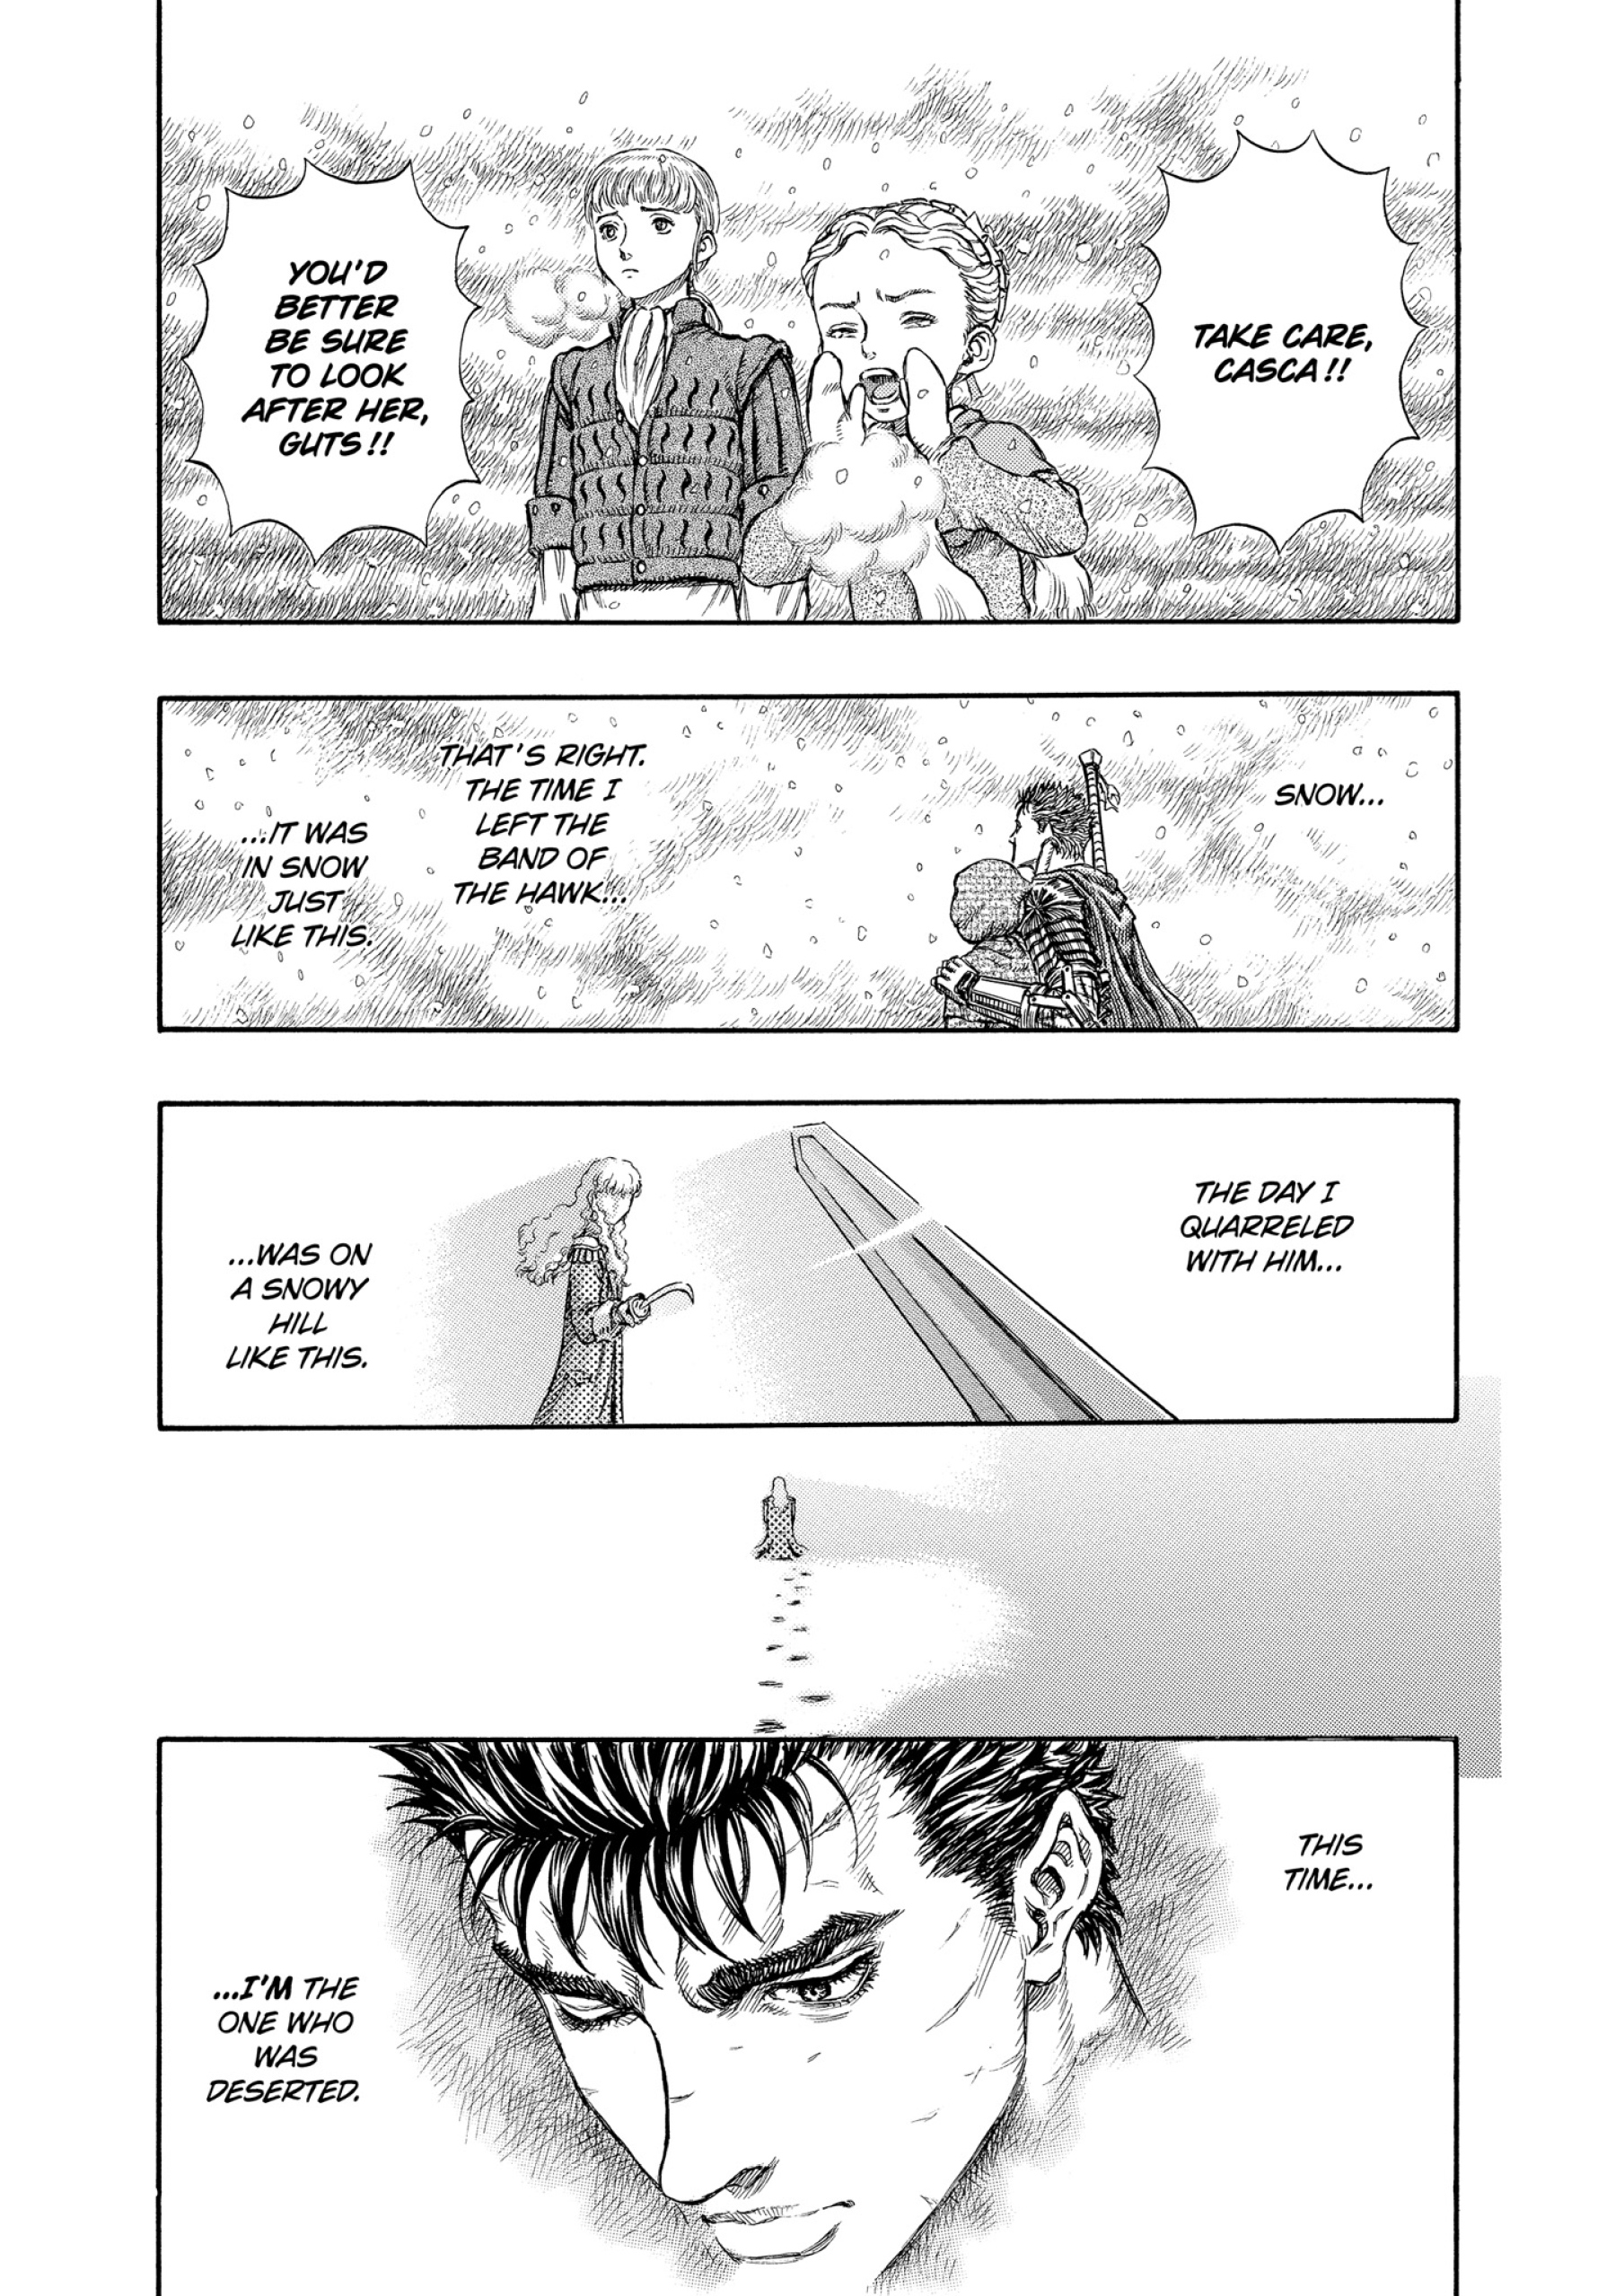 TAKE CARE,
CASCA!!
YOU'D
BETTER
BE SURE
TO LOOK
AFTER HER,
GUTS!!
SNOW...
THAT'S RIGHT.
THE TIME I
LEFT THE
BAND OF
THE HAWK...
...IT WAS
IN SNOW
JUST
LIKE THIS.
THE DAY I
QUARRELED
WITH HIM...
...WAS ON
A SNOWY
HILL
LIKE THIS.
THIS
TIME...
...I'M THE
ONE WHO
WAS
DESERTED.